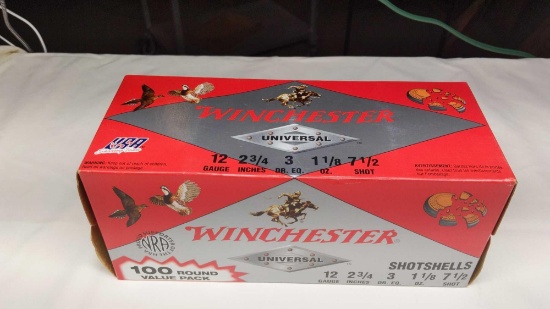 WINCHESTER
UNIVERSAL
USA
12 2 3/4 3 1 1/8 7 1/2
GAUGE INCHES DR. EQ. OZ. SHOT
NRA
WINCHESTER
UNIVERSAL
100 ROUND
VALUE PACK
SHOTSHELLS
12 2 3/4 3 1 1/8 7 1/2
GAUGE INCHES DR. EQ. OZ. SHOT